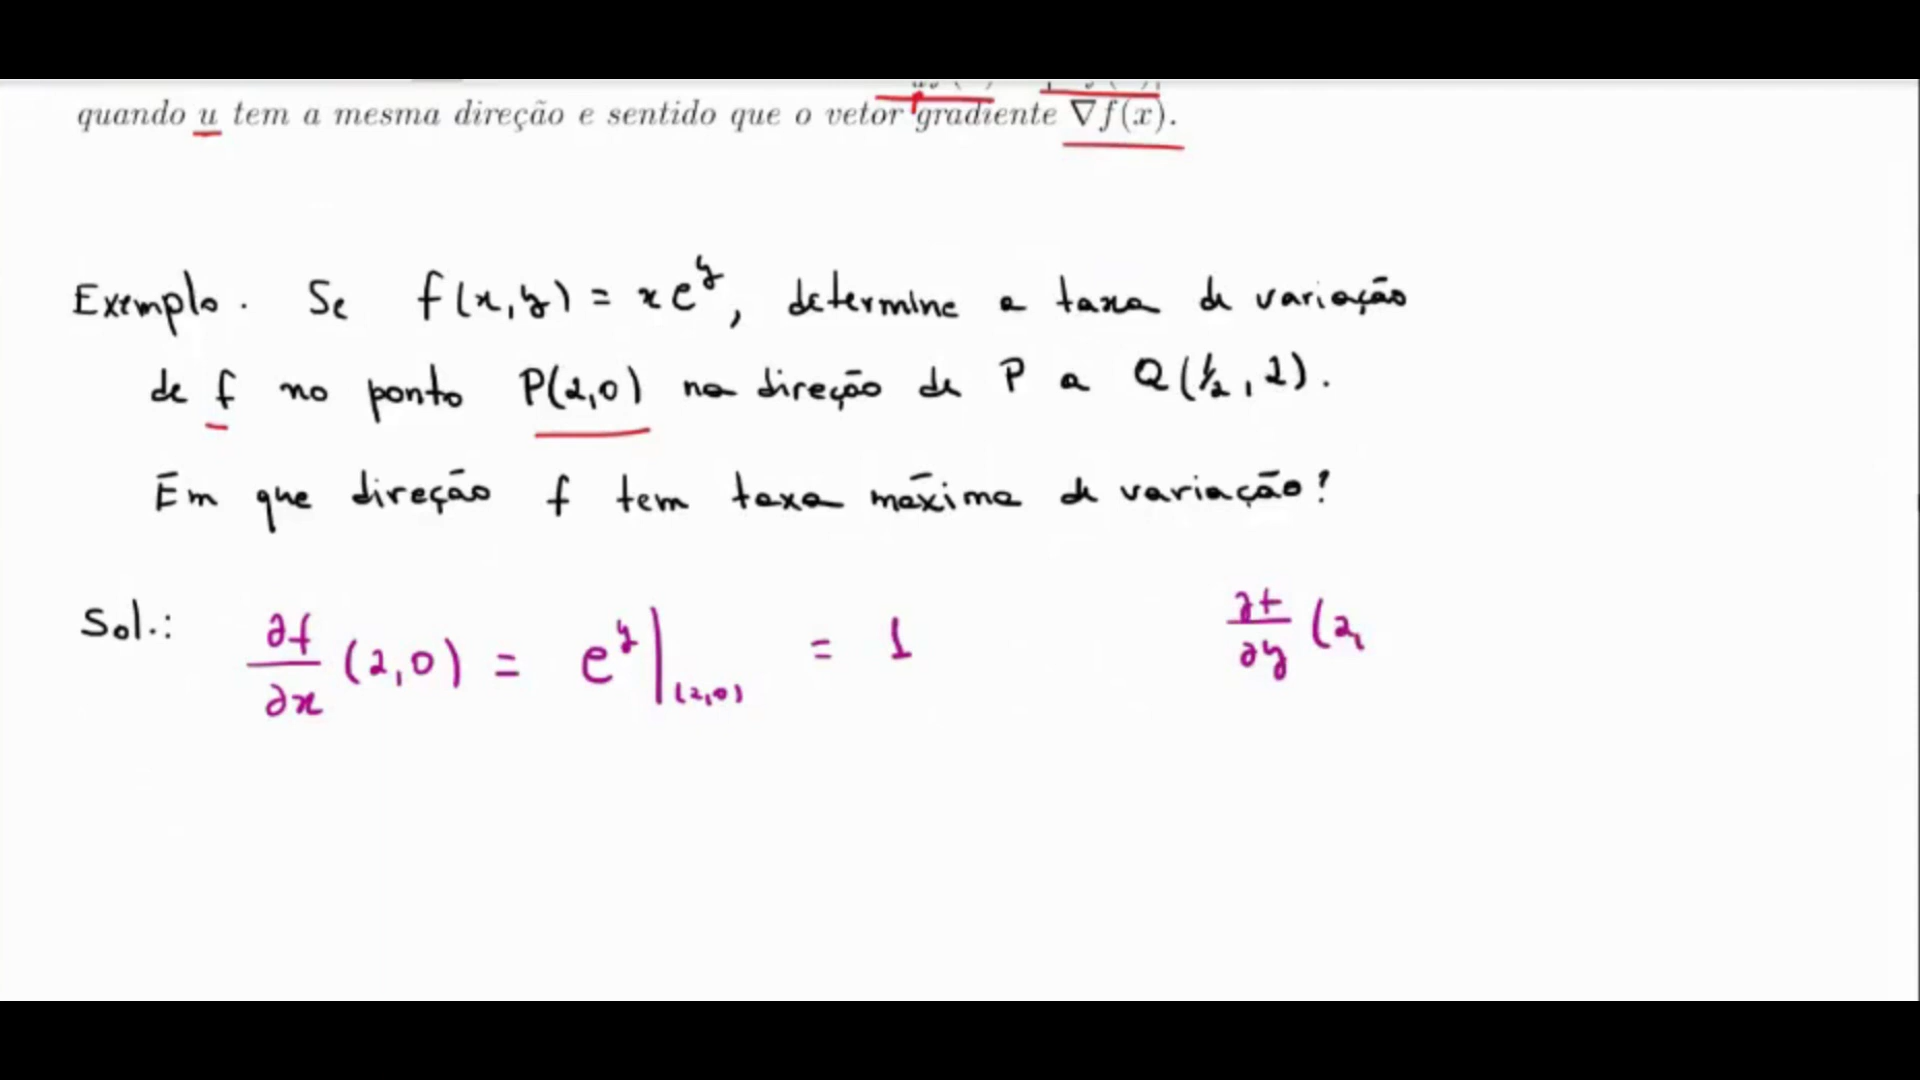 quando u tem a mesma direção e sentido que o vetor gradiente ∇f(x).
Exemplo. Se f(x,y) = xe^y, determine a taxa de variação
de f no ponto P(2,0) na direção de P a Q(1/2, 2).
Em que direção f tem taxa máxima de variação?
Sol.: ∂f/∂x (2,0) = e^y|(2,0) = 1 ∂f/∂y (2,